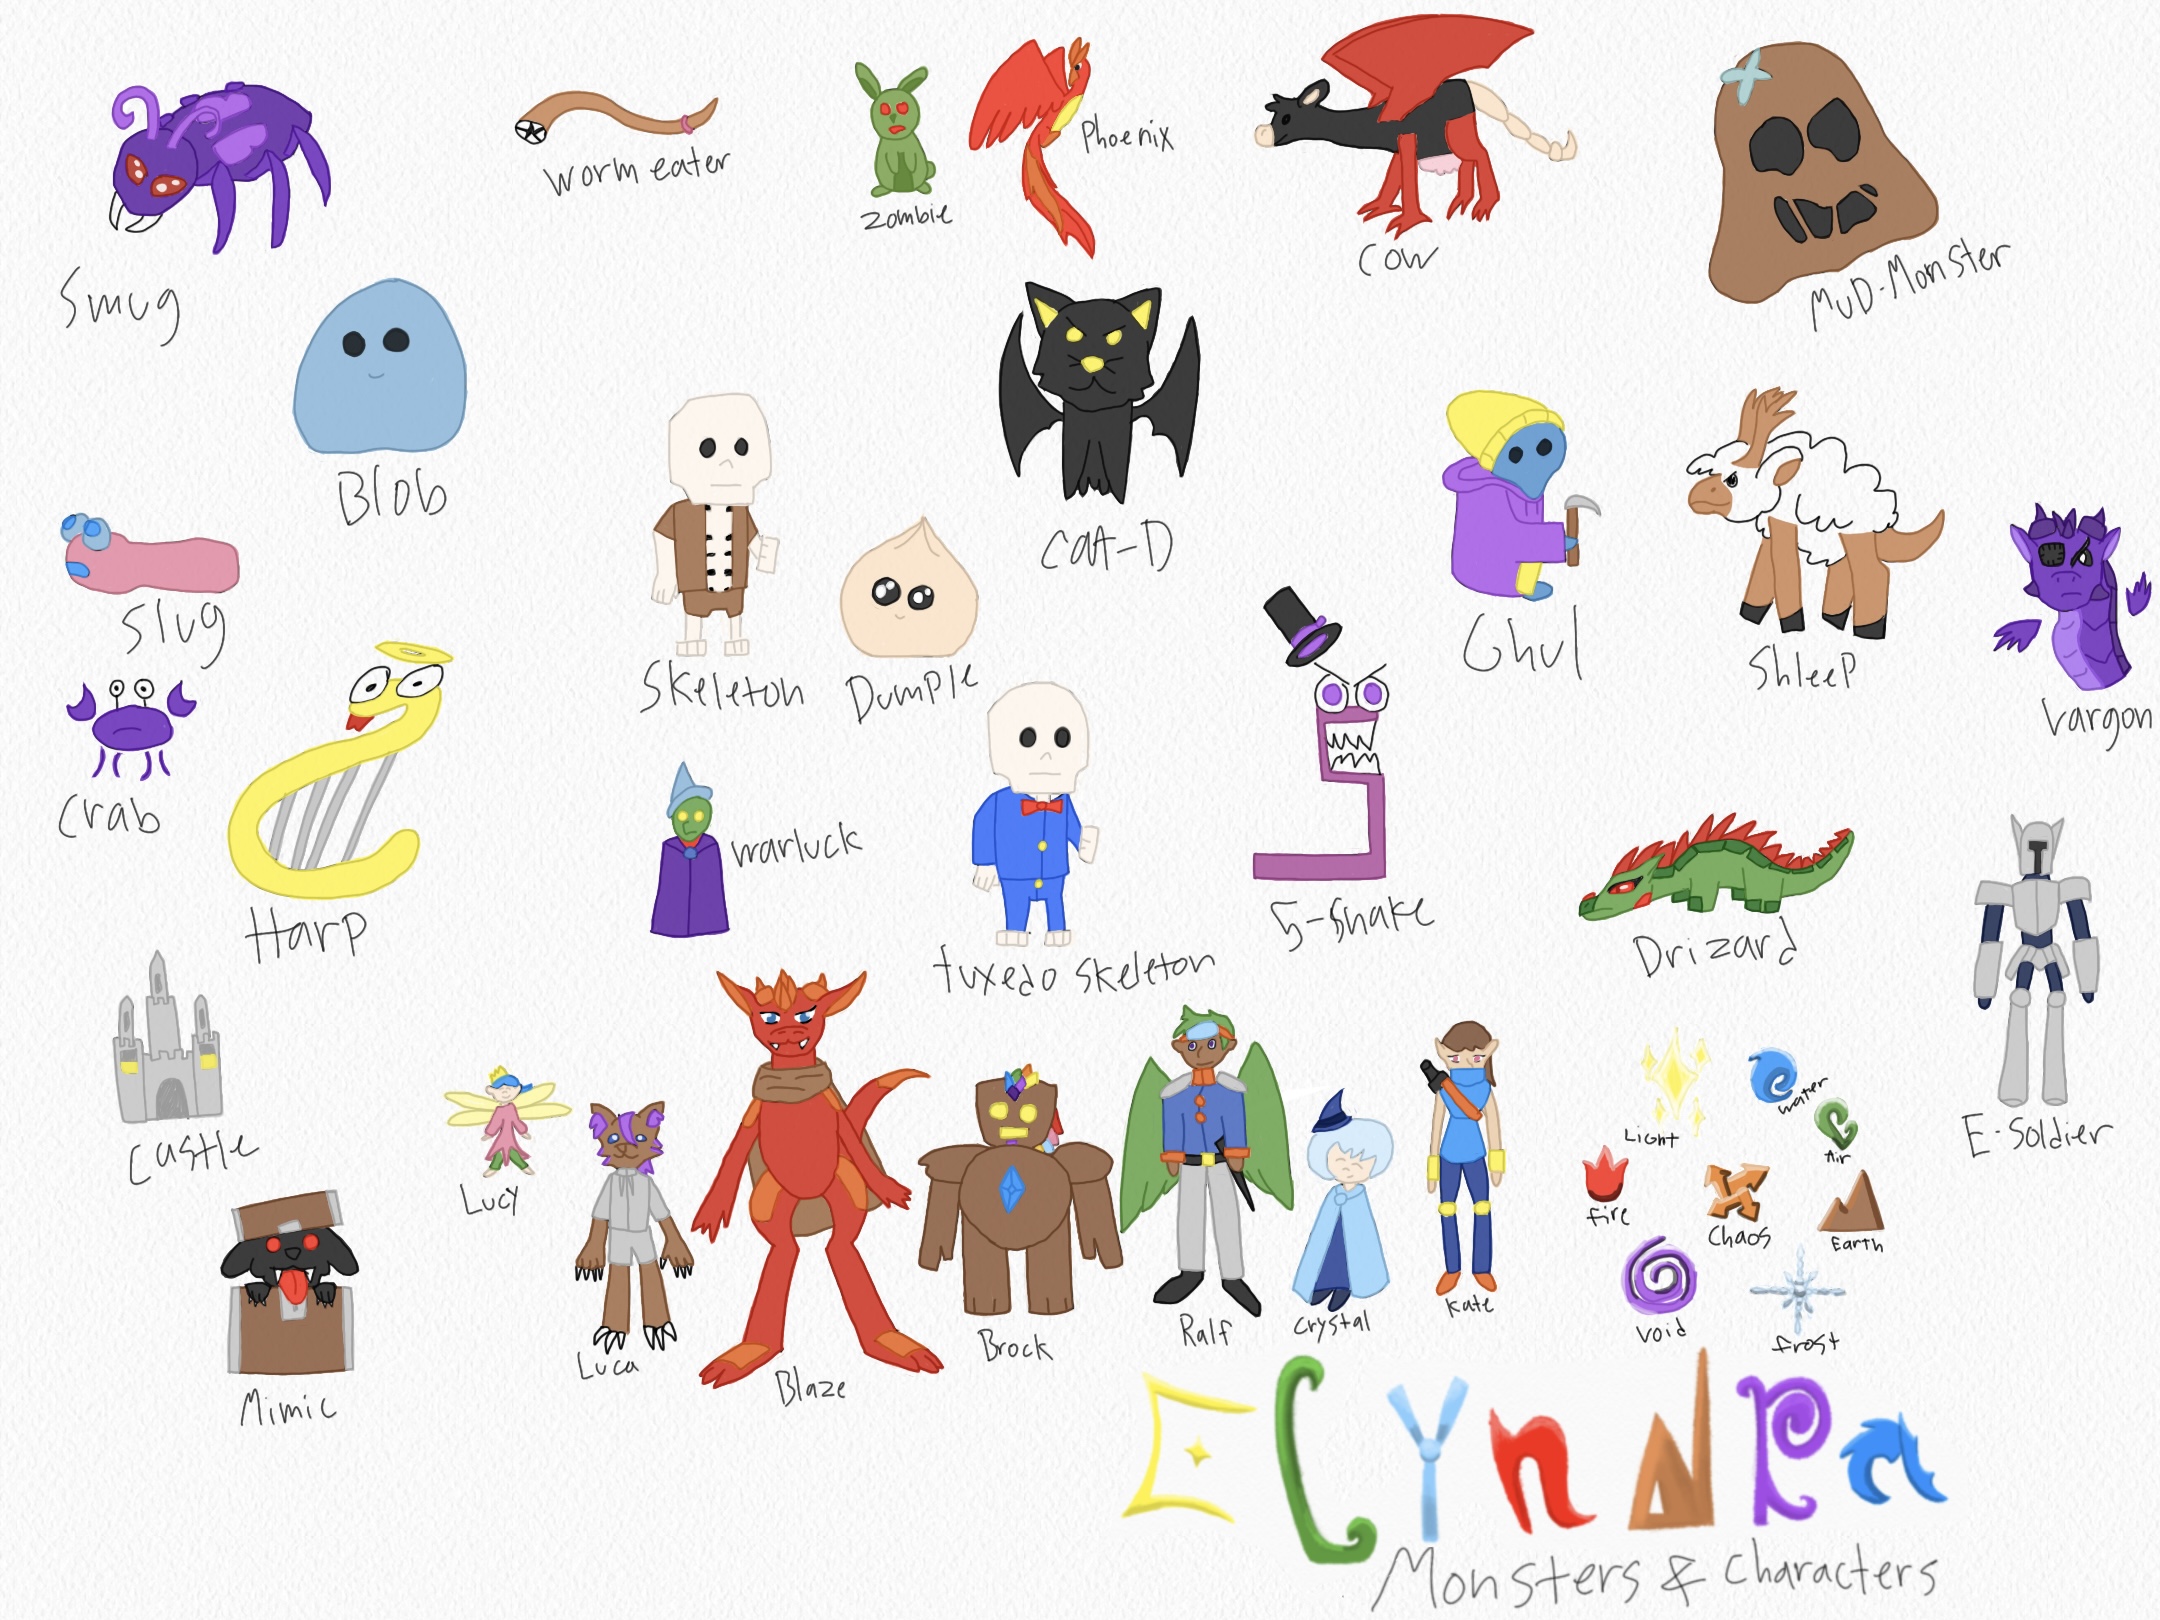 Smug
worm eater
zombie
Phoenix
cow
MuD-Monster
Blob
Slug
Skeleton
Dumple
cat-D
Ghul
Shleep
Vargon
Crab
Harp
warluck
tuxedo skeleton
S-Snake
Drizard
E-Soldier
castle
Mimic
Lucy
Luca
Blaze
Brock
Ralf
crystal
Kate
Light
water
Air
fire
Chaos
Earth
void
frost
ELYndRa
Monsters & characters